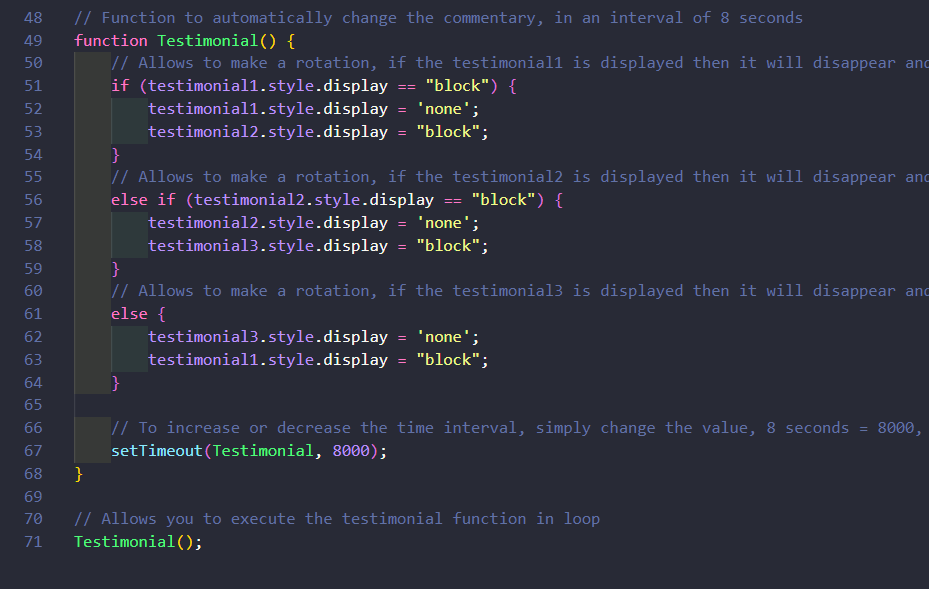 48 // Function to automatically change the commentary, in an interval of 8 seconds
49 function Testimonial() {
50 // Allows to make a rotation, if the testimonial1 is displayed then it will disappear and
51 if (testimonial1.style.display == "block") {
52 testimonial1.style.display = 'none';
53 testimonial2.style.display = "block";
54 }
55 // Allows to make a rotation, if the testimonial2 is displayed then it will disappear and
56 else if (testimonial2.style.display == "block") {
57 testimonial2.style.display = 'none';
58 testimonial3.style.display = "block";
59 }
60 // Allows to make a rotation, if the testimonial3 is displayed then it will disappear and
61 else {
62 testimonial3.style.display = 'none';
63 testimonial1.style.display = "block";
64 }
65
66 // To increase or decrease the time interval, simply change the value, 8 seconds = 8000,
67 setTimeout(Testimonial, 8000);
68 }
69
70 // Allows you to execute the testimonial function in loop
71 Testimonial();